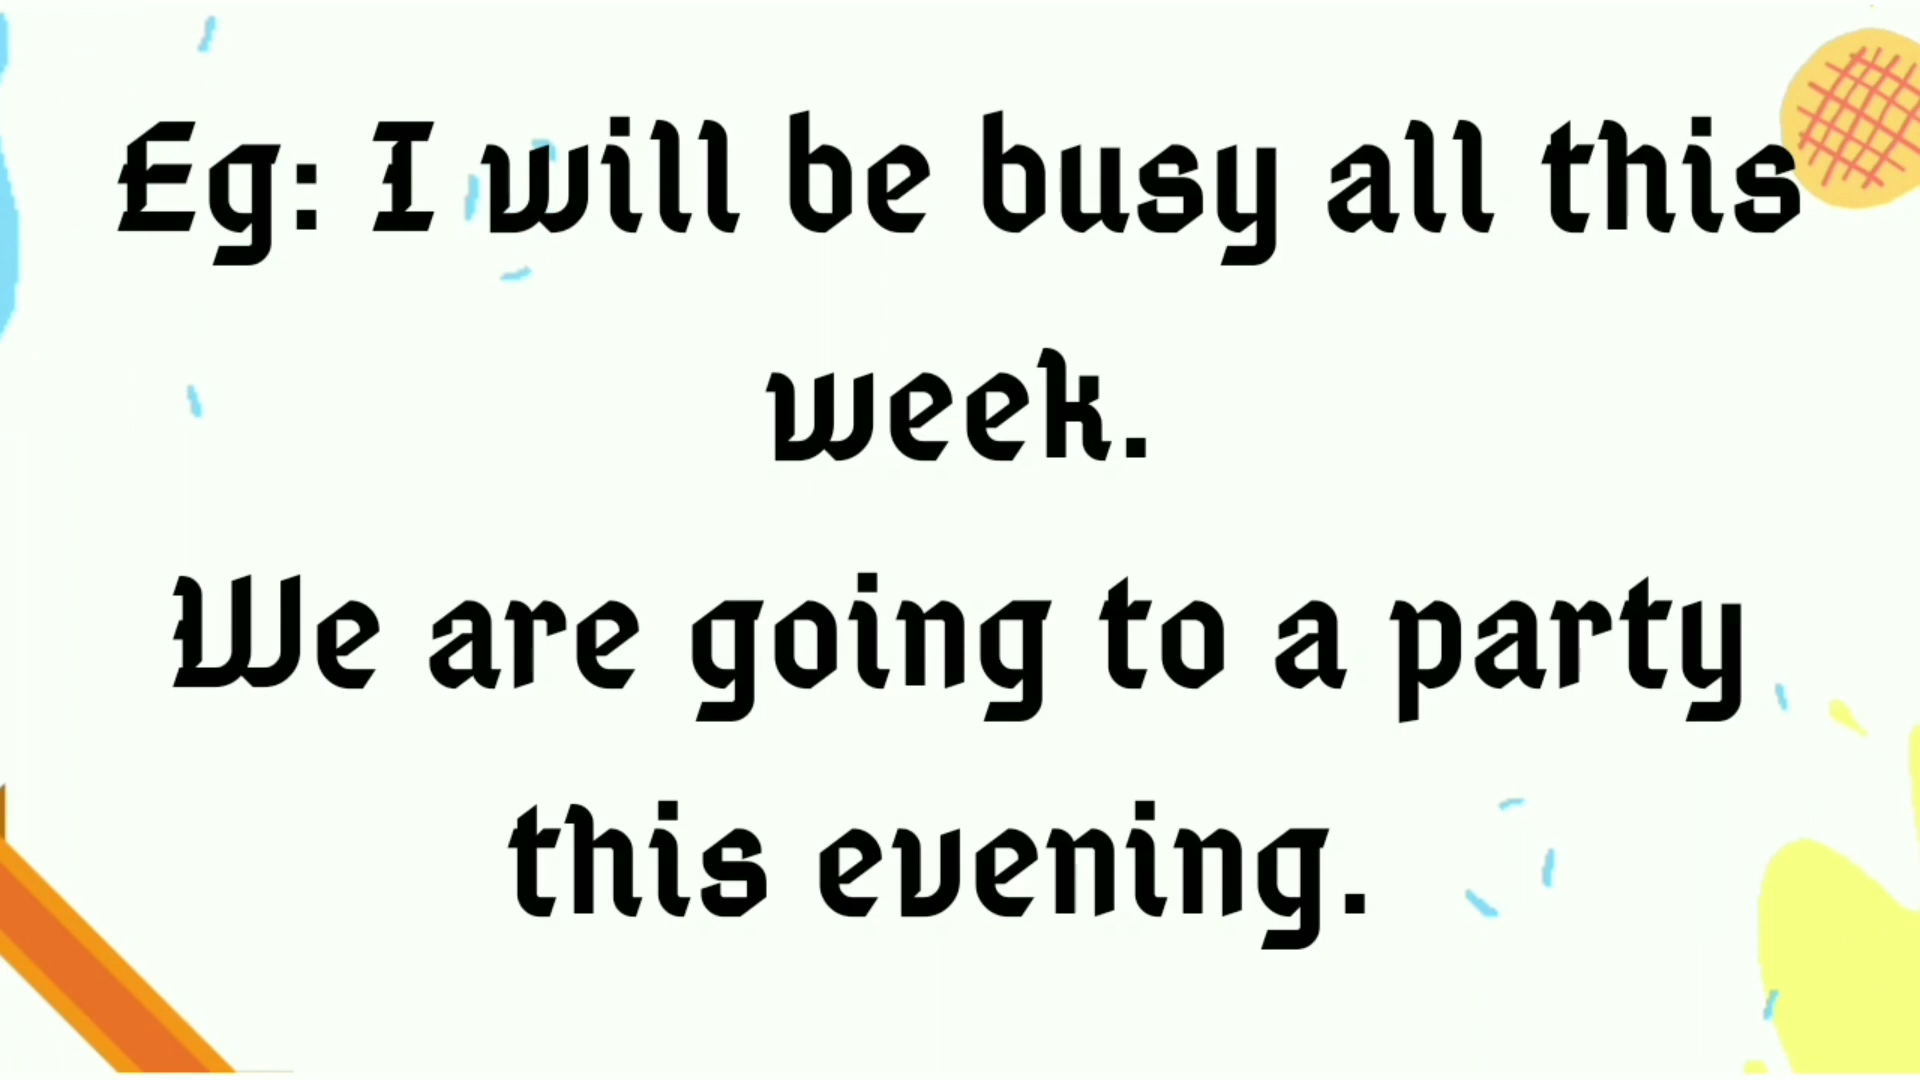 Eg: I will be busy all this
week.
We are going to a party
this evening.